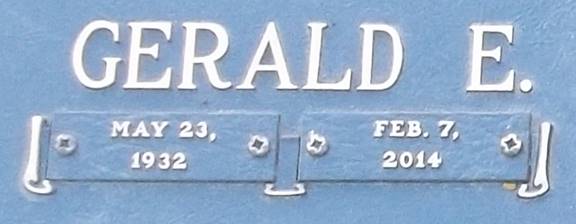 GERALD E.
MAY 23, 1932
FEB. 7, 2014